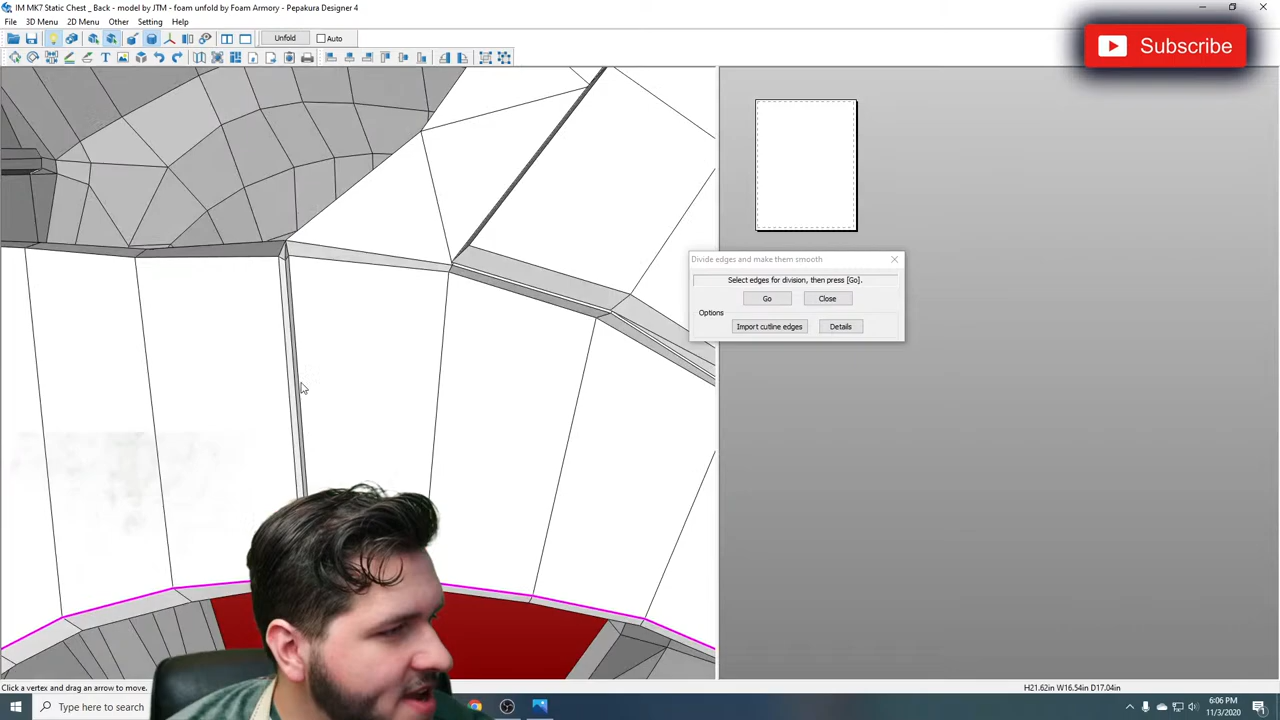 IM MK7 Static Chest _ Back - model by JTM - foam unfold by Foam Armory - Pepakura Designer 4
File 3D Menu 2D Menu Other Setting Help
Unfold Auto
Subscribe
Divide edges and make them smooth
Select edges for division, then press [Go].
Go Close
Options
Import cutline edges Details
Click a vertex and drag an arrow to move. H21.62in W16.54in D17.04in
Type here to search 6:06 PM
11/3/2020